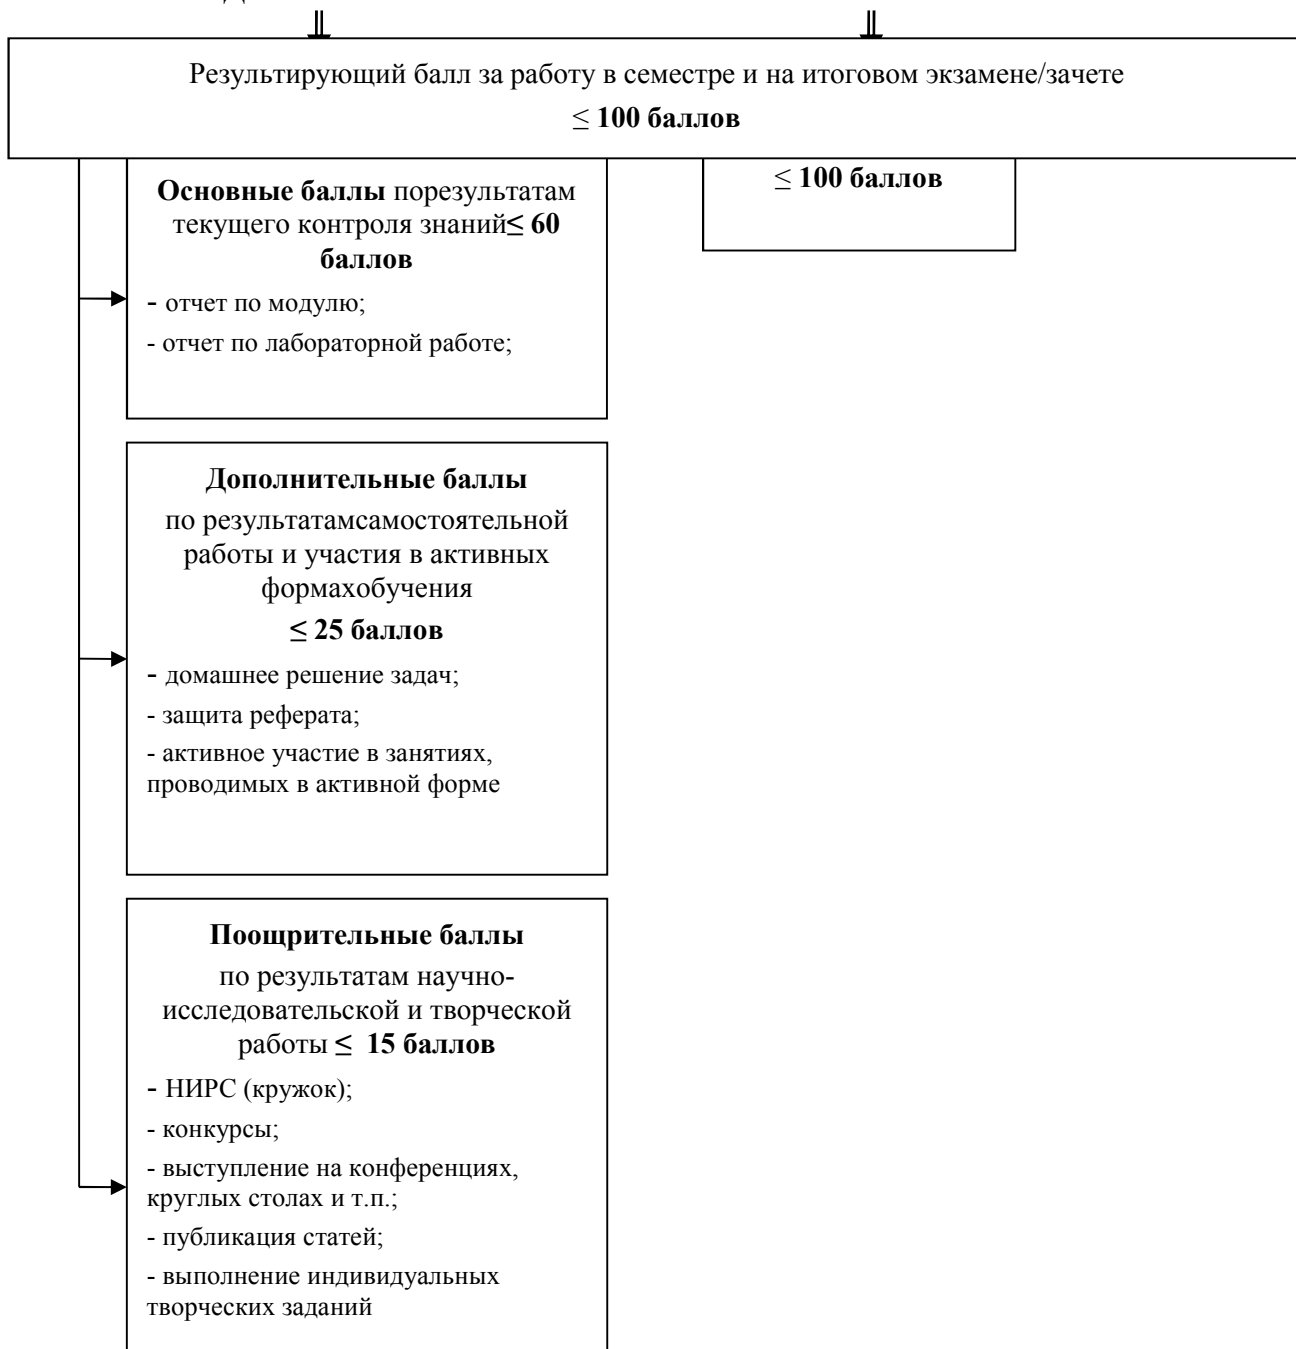 Результирующий балл за работу в семестре и на итоговом экзамене/зачете
≤ 100 баллов
Основные баллы порезультатам
текущего контроля знаний≤ 60
баллов
- отчет по модулю;
- отчет по лабораторной работе;
≤ 100 баллов
Дополнительные баллы
по результатамсамостоятельной
работы и участия в активных
формахобучения
≤ 25 баллов
- домашнее решение задач;
- защита реферата;
- активное участие в занятиях,
проводимых в активной форме
Поощрительные баллы
по результатам научно-
исследовательской и творческой
работы ≤ 15 баллов
- НИРС (кружок);
- конкурсы;
- выступление на конференциях,
круглых столах и т.п.;
- публикация статей;
- выполнение индивидуальных
творческих заданий